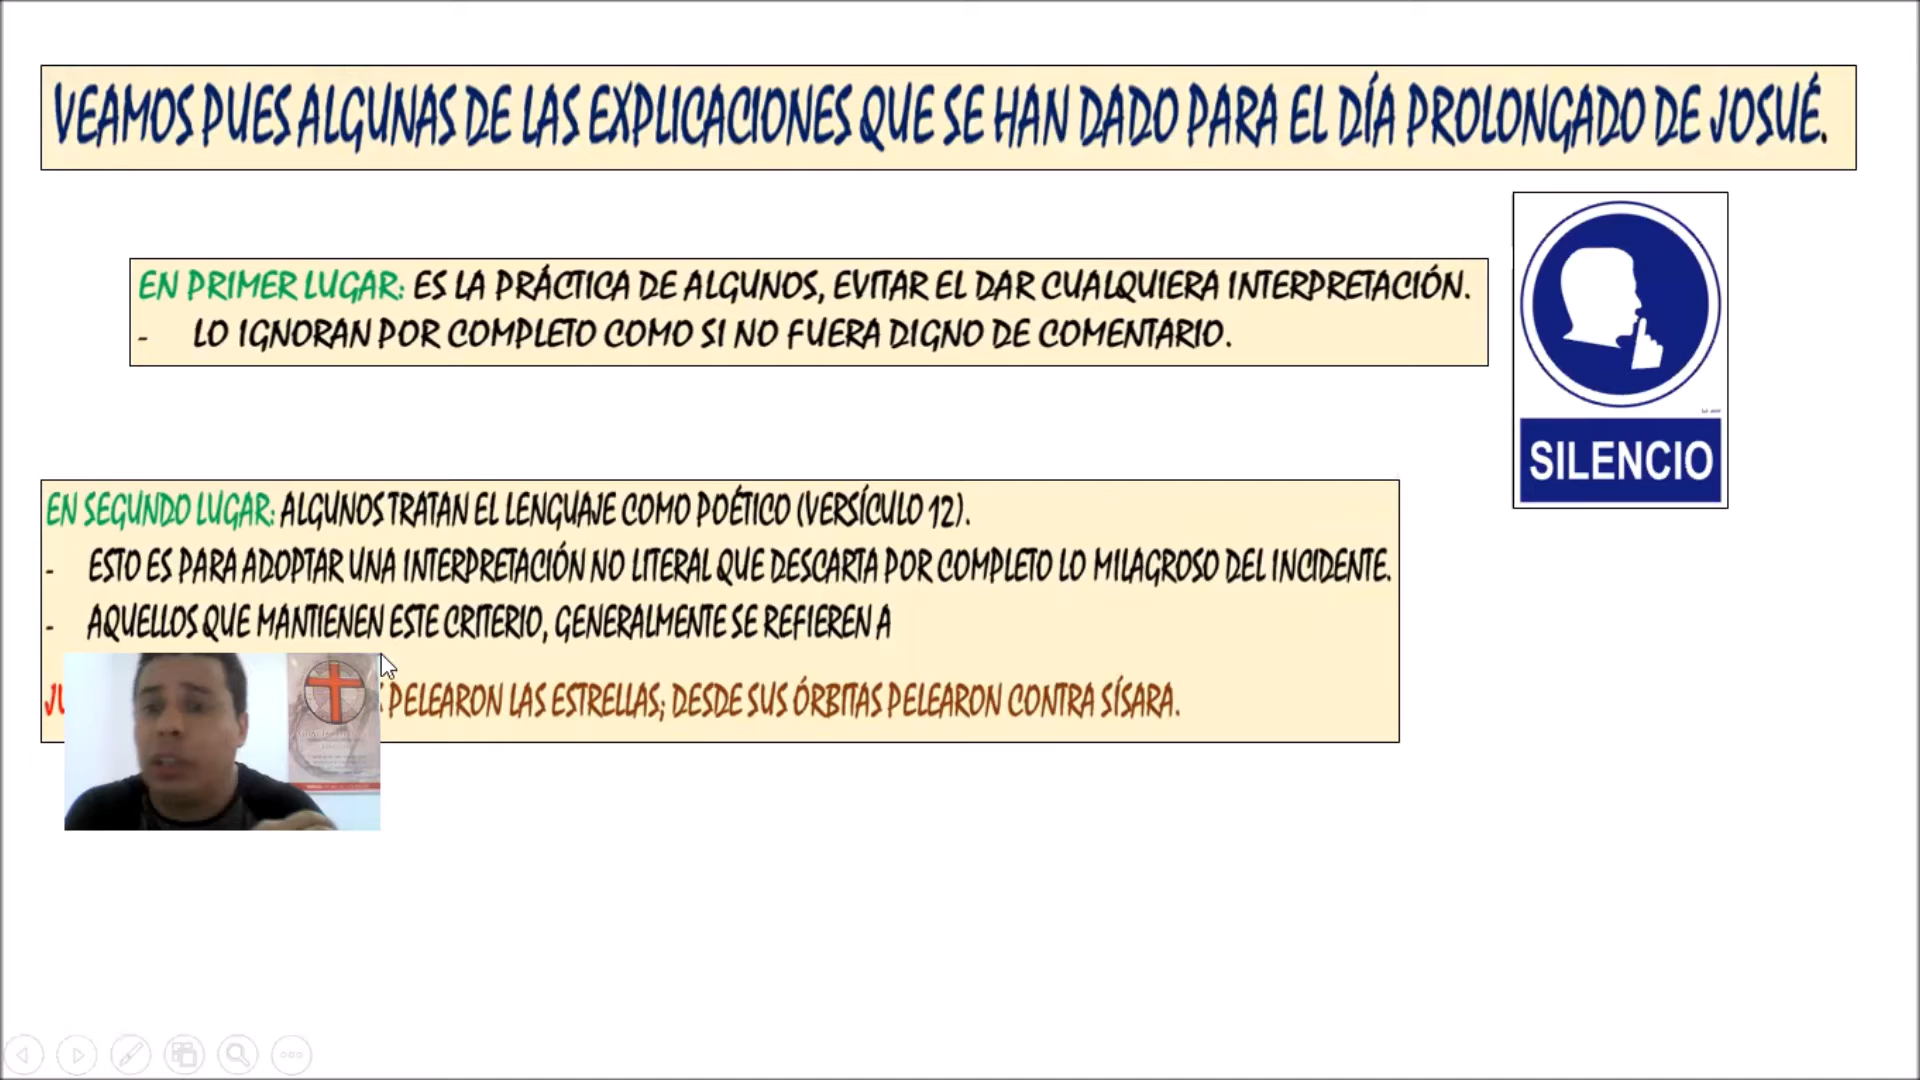 VEAMOS PUES ALGUNAS DE LAS EXPLICACIONES QUE SE HAN DADO PARA EL DÍA PROLONGADO DE JOSUÉ.
EN PRIMER LUGAR: ES LA PRÁCTICA DE ALGUNOS, EVITAR EL DAR CUALQUIERA INTERPRETACIÓN.
- LO IGNORAN POR COMPLETO COMO SI NO FUERA DIGNO DE COMENTARIO.
SILENCIO
EN SEGUNDO LUGAR: ALGUNOS TRATAN EL LENGUAJE COMO POÉTICO (VERSÍCULO 12).
- ESTO ES PARA ADOPTAR UNA INTERPRETACIÓN NO LITERAL QUE DESCARTA POR COMPLETO LO MILAGROSO DEL INCIDENTE.
- AQUELLOS QUE MANTIENEN ESTE CRITERIO, GENERALMENTE SE REFIEREN A
PELEARON LAS ESTRELLAS; DESDE SUS ÓRBITAS PELEARON CONTRA SÍSARA.